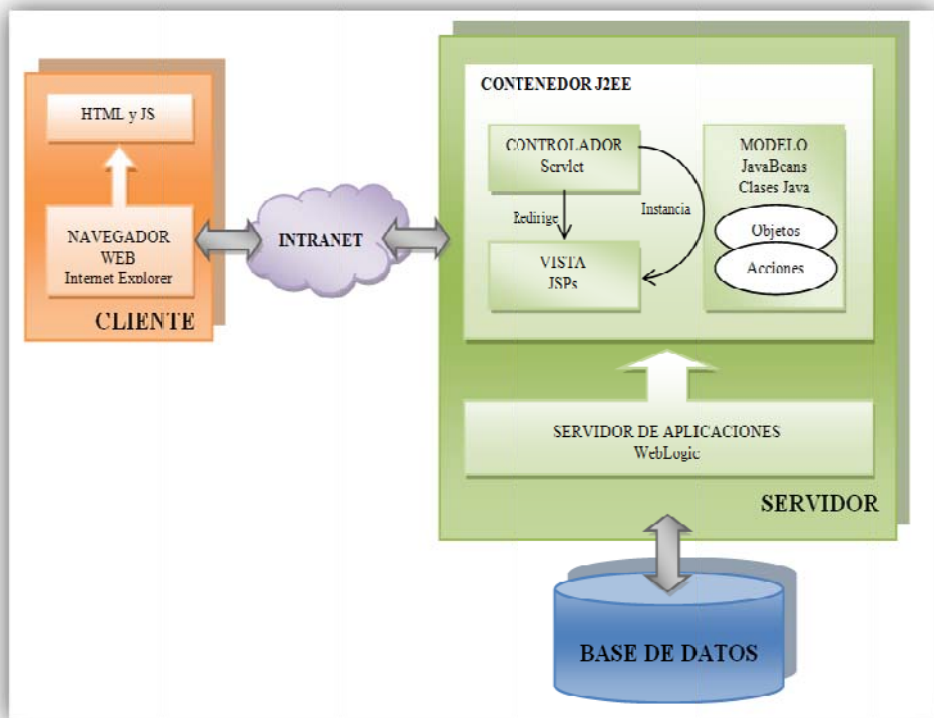 HTML y JS
NAVEGADOR
WEB
Internet Explorer
CLIENTE
INTRANET
CONTENEDOR J2EE
CONTROLADOR
Servlet
Redirige
Instancia
VISTA
JSPs
MODELO
JavaBeans
Clases Java
Objetos
Acciones
SERVIDOR DE APLICACIONES
WebLogic
SERVIDOR
BASE DE DATOS